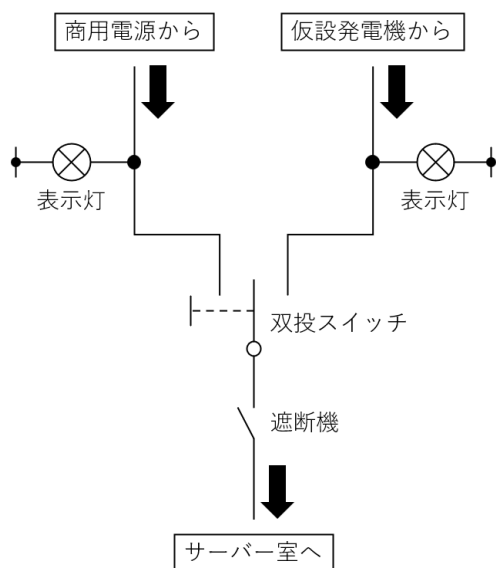 商用電源から
仮設発電機から
表示灯
表示灯
双投スイッチ
遮断機
サーバー室へ